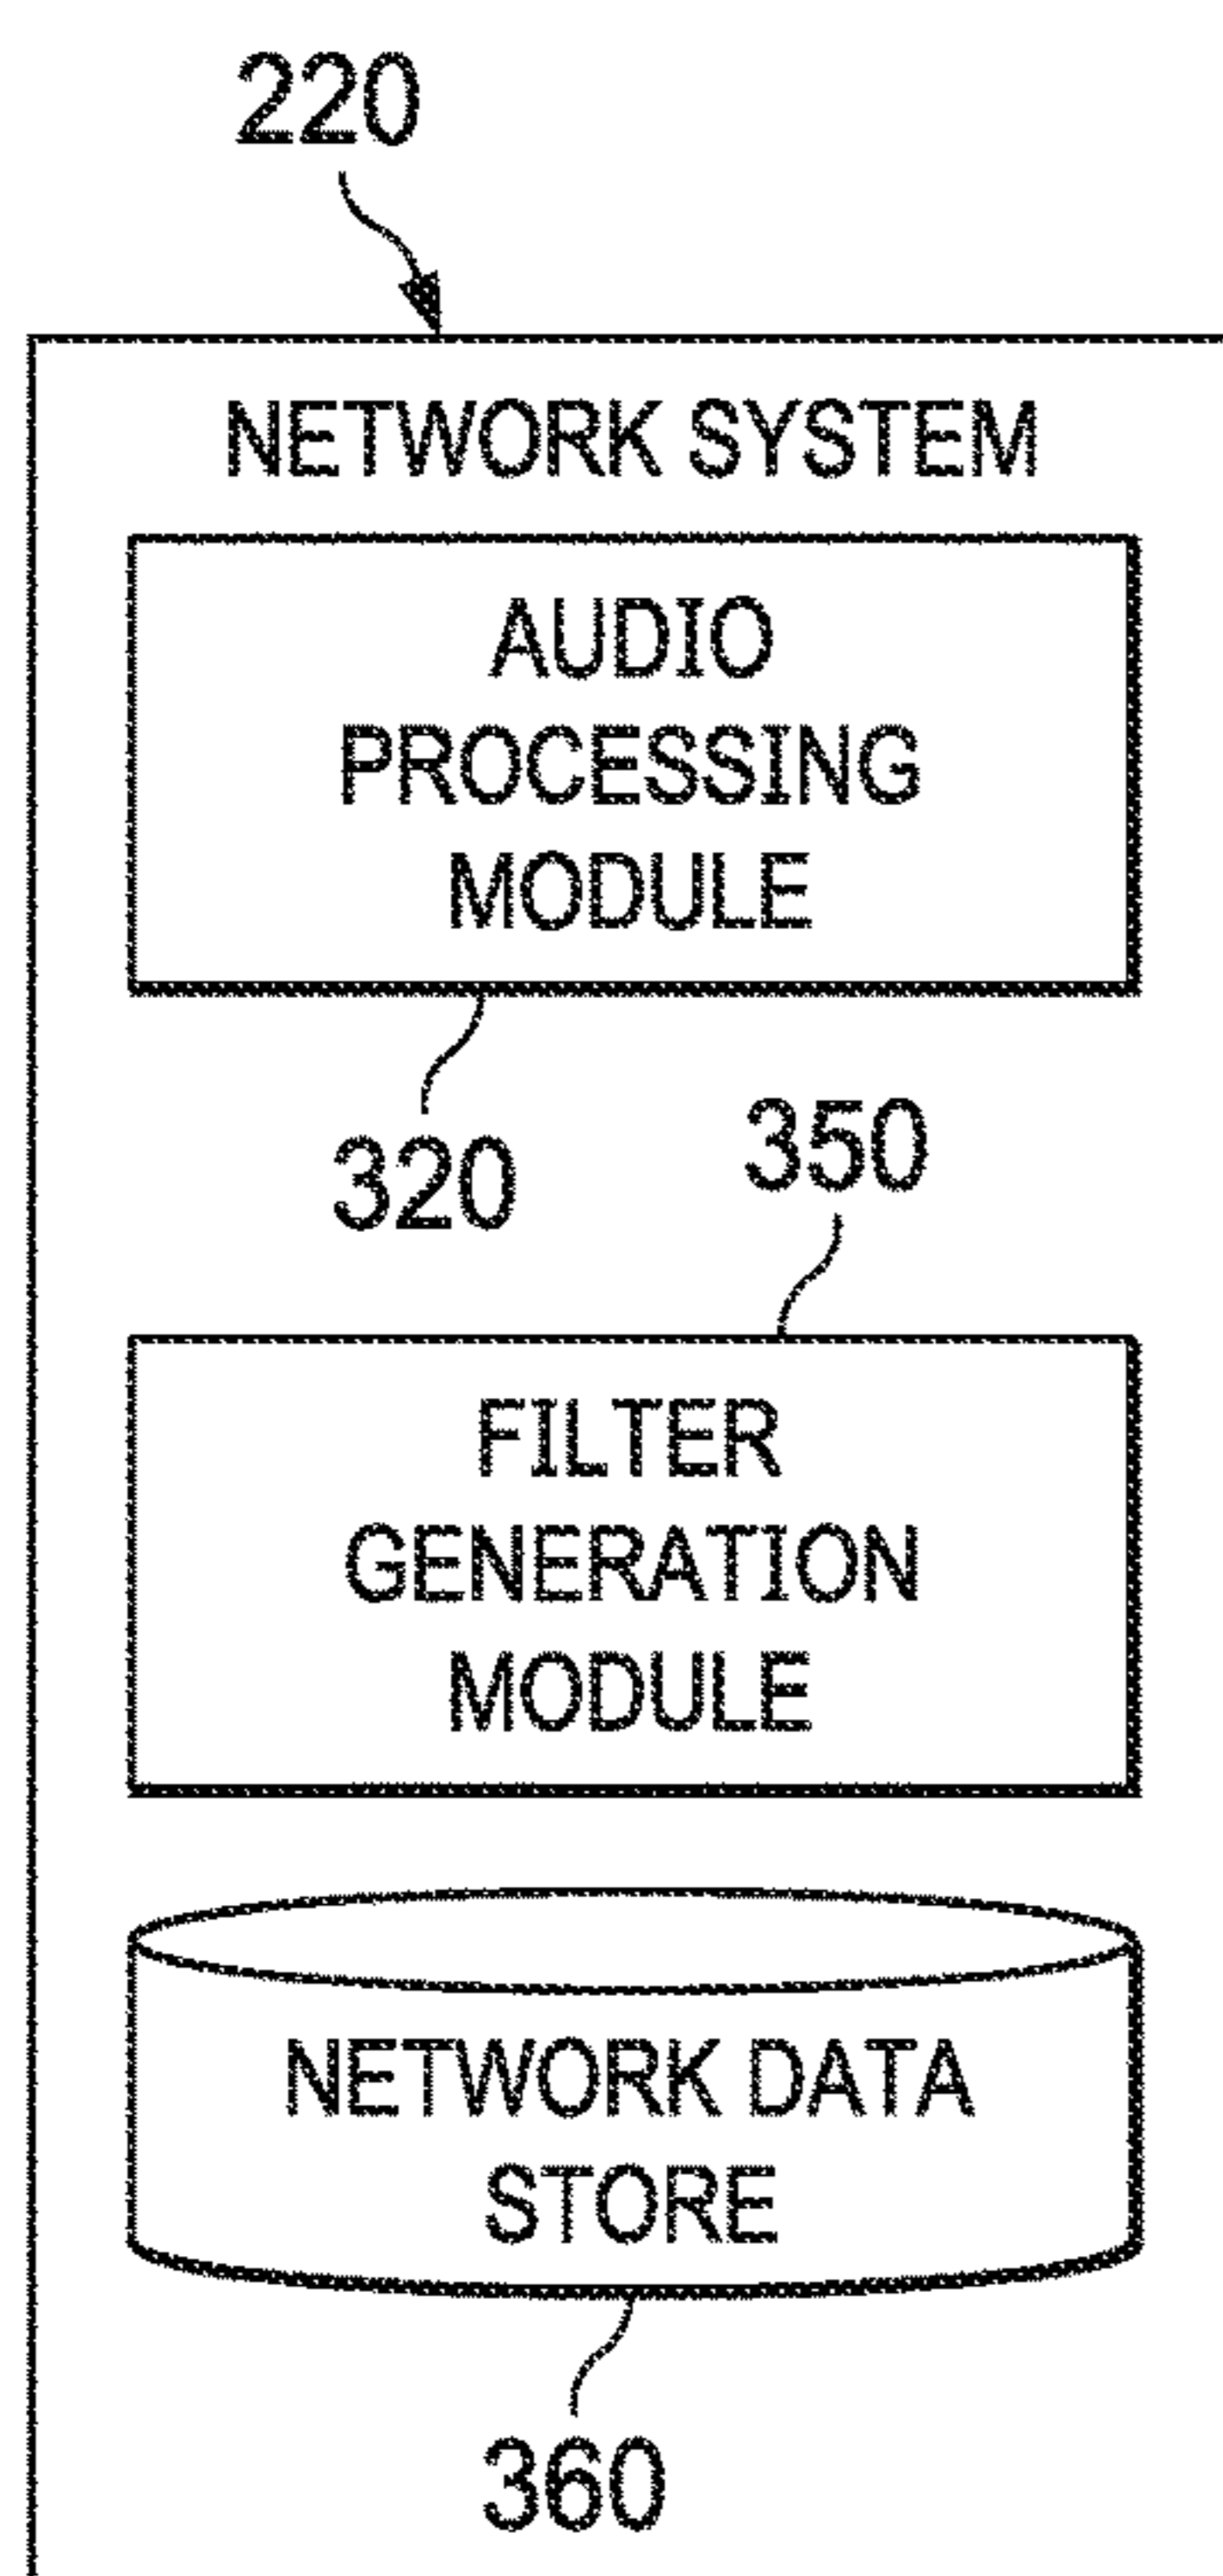 220
NETWORK SYSTEM
AUDIO
PROCESSING
MODULE
320
350
FILTER
GENERATION
MODULE
NETWORK DATA
STORE
360